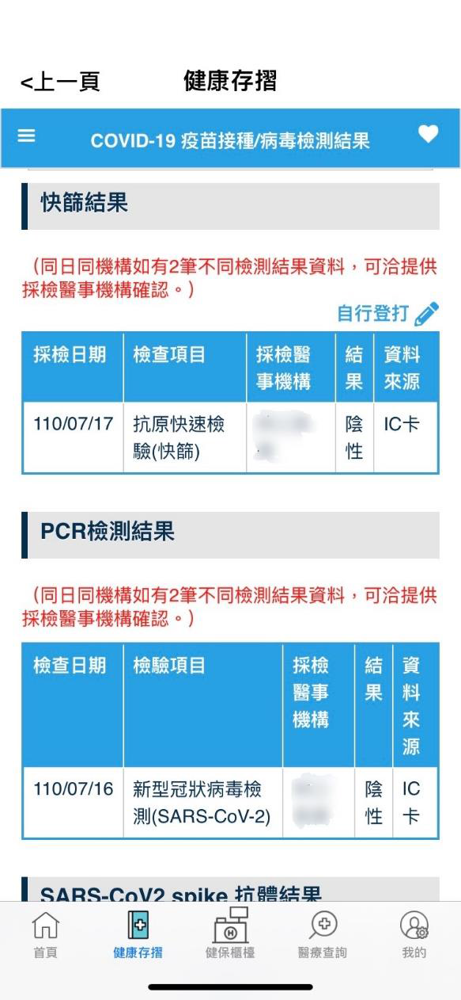 <上一頁 健康存摺
COVID-19 疫苗接種/病毒檢測結果
快篩結果
（同日同機構如有2筆不同檢測結果資料，可洽提供
採檢醫事機構確認。）
自行登打
採檢日期 檢查項目 採檢醫事機構 結果 資料來源
110/07/17 抗原快速檢驗(快篩) 陰性 IC卡
PCR檢測結果
（同日同機構如有2筆不同檢測結果資料，可洽提供
採檢醫事機構確認。）
檢查日期 檢驗項目 採檢醫事機構 結果 資料來源
110/07/16 新型冠狀病毒檢測(SARS-CoV-2) 陰性 IC卡
SARS-CoV2 spike 抗體結果
首頁 健康存摺 健保櫃檯 醫療查詢 我的